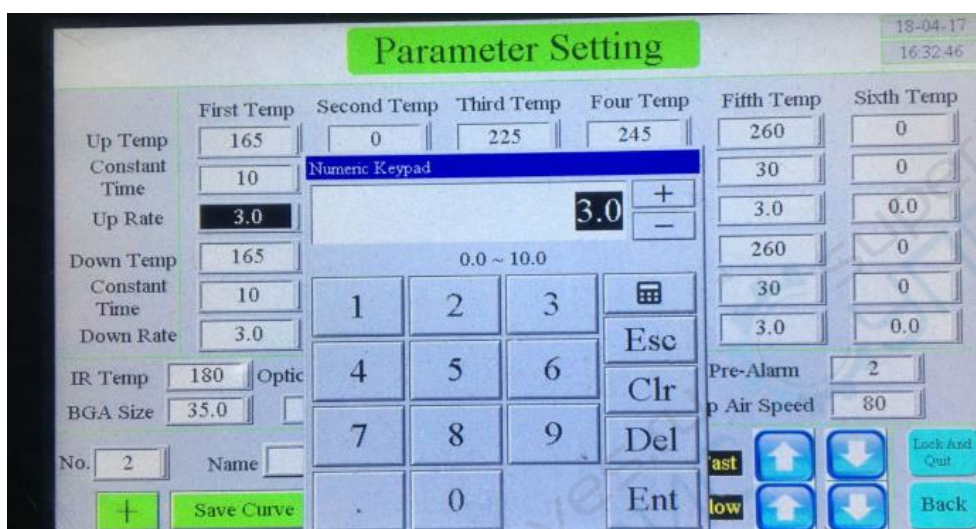 18-04-17
Parameter Setting
16:32:46
First Temp Second Temp Third Temp Four Temp Fifth Temp Sixth Temp
Up Temp 165 0 225 245 260 0
Constant Time 10 30 0
Numeric Keypad
3.0 + −
Up Rate 3.0 3.0 0.0
0.0 ~ 10.0
Down Temp 165 260 0
Constant Time 10 30 0
Down Rate 3.0 3.0 0.0
1 2 3
Esc
4 5 6 Clr
7 8 9 Del
. 0 Ent
IR Temp 180 Optic Pre-Alarm 2
BGA Size 35.0 p Air Speed 80
No. 2 Name ast Lock And Quit
+ Save Curve low Back